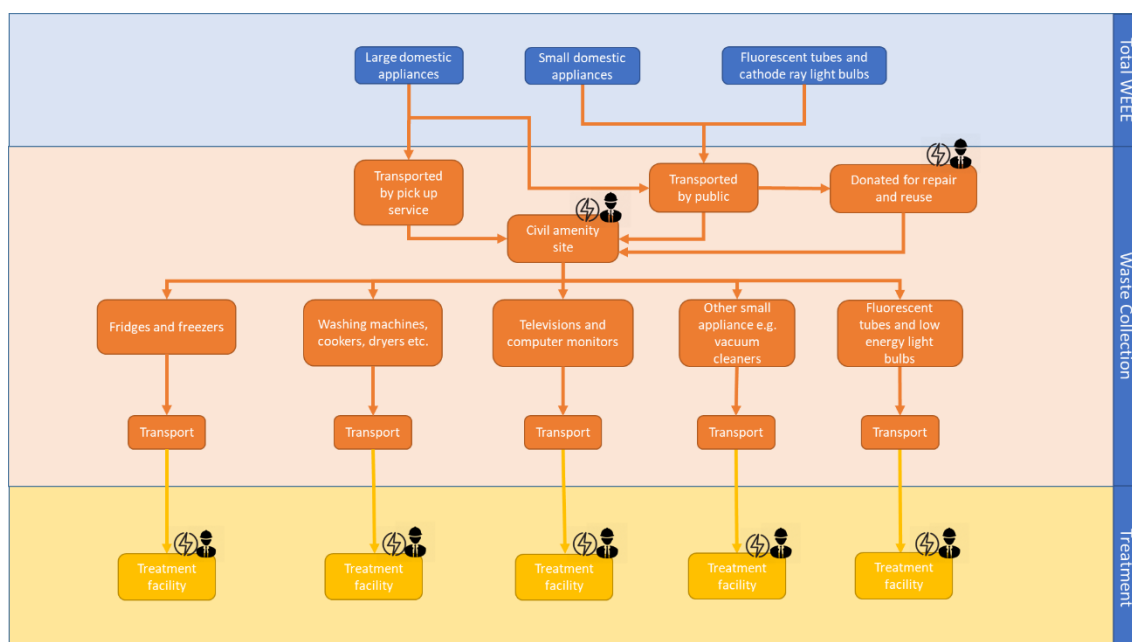 Large domestic
appliances
Small domestic
appliances
Fluorescent tubes and
cathode ray light bulbs
Total WEEE
Transported
by pick up
service
Transported
by public
Donated for repair
and reuse
Civil amenity
site
Waste Collection
Fridges and freezers
Washing machines,
cookers, dryers etc.
Televisions and
computer monitors
Other small
appliance e.g.
vacuum
cleaners
Fluorescent
tubes and low
energy light
bulbs
Transport
Transport
Transport
Transport
Transport
Treatment
facility
Treatment
facility
Treatment
facility
Treatment
facility
Treatment
facility
Treatment